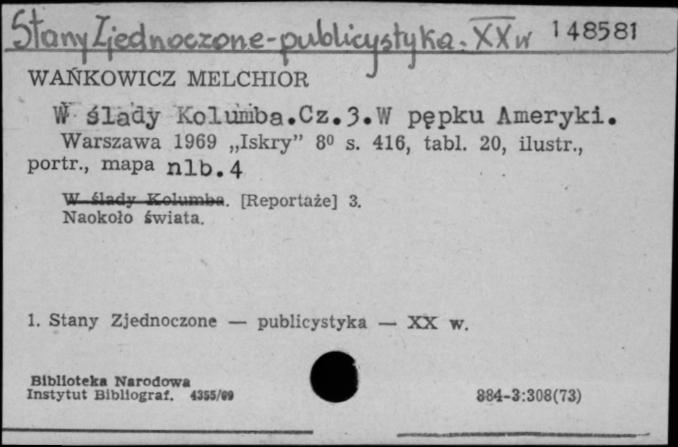 Stany Zjednoczone-publicystyka. XX w 148581
WAŃKOWICZ MELCHIOR
W ślady Kolumba.Cz.3.W pępku Ameryki.
Warszawa 1969 „Iskry” 8⁰ s. 416, tabl. 20, ilustr.,
portr., mapa nlb.4
W ślady Kolumba. [Reportaże] 3.
Naokoło świata.
1. Stany Zjednoczone — publicystyka — XX w.
Biblioteka Narodowa
Instytut Bibliograf. 4355/69
884-3:308(73)